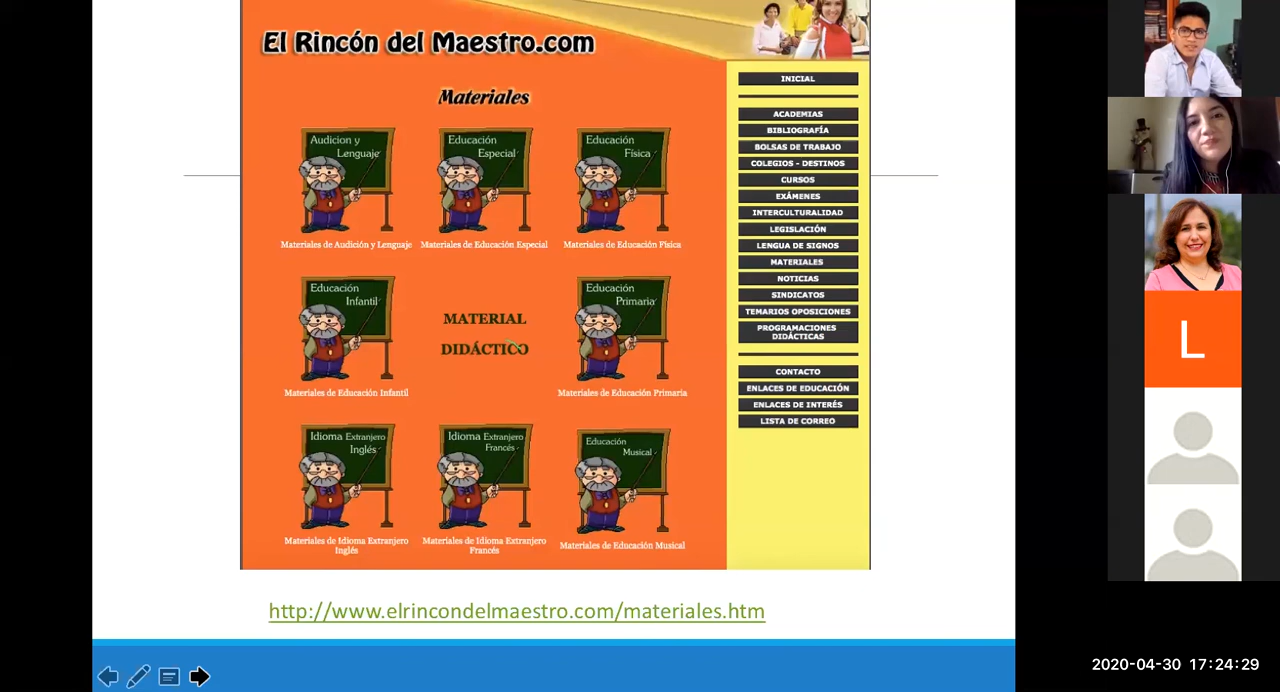 El Rincón del Maestro.com
Materiales
Audicion y
Lenguaje
Materiales de Audición y Lenguaje
Educación
Especial
Materiales de Educación Especial
Educación
Física
Materiales de Educación Física
Educación
Infantil
Materiales de Educación Infantil
MATERIAL
DIDÁCTICO
Educación
Primaria
Materiales de Educación Primaria
Idioma Extranjero
Inglés
Materiales de Idioma Extranjero
Inglés
Idioma Extranjero
Francés
Materiales de Idioma Extranjero
Francés
Educación
Musical
Materiales de Educación Musical
INICIAL
ACADEMIAS
BIBLIOGRAFÍA
BOLSAS DE TRABAJO
COLEGIOS - DESTINOS
CURSOS
EXÁMENES
INTERCULTURALIDAD
LEGISLACIÓN
LENGUA DE SIGNOS
MATERIALES
NOTICIAS
SINDICATOS
TEMARIOS OPOSICIONES
PROGRAMACIONES
DIDÁCTICAS
CONTACTO
ENLACES DE EDUCACIÓN
ENLACES DE INTERÉS
LISTA DE CORREO
http://www.elrincondelmaestro.com/materiales.htm
L
2020-04-30 17:24:29